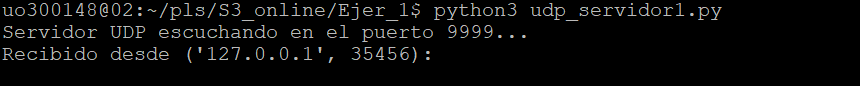 uo300148@02:~/pls/S3_online/Ejer_1$ python3 udp_servidor1.py
Servidor UDP escuchando en el puerto 9999...
Recibido desde ('127.0.0.1', 35456):